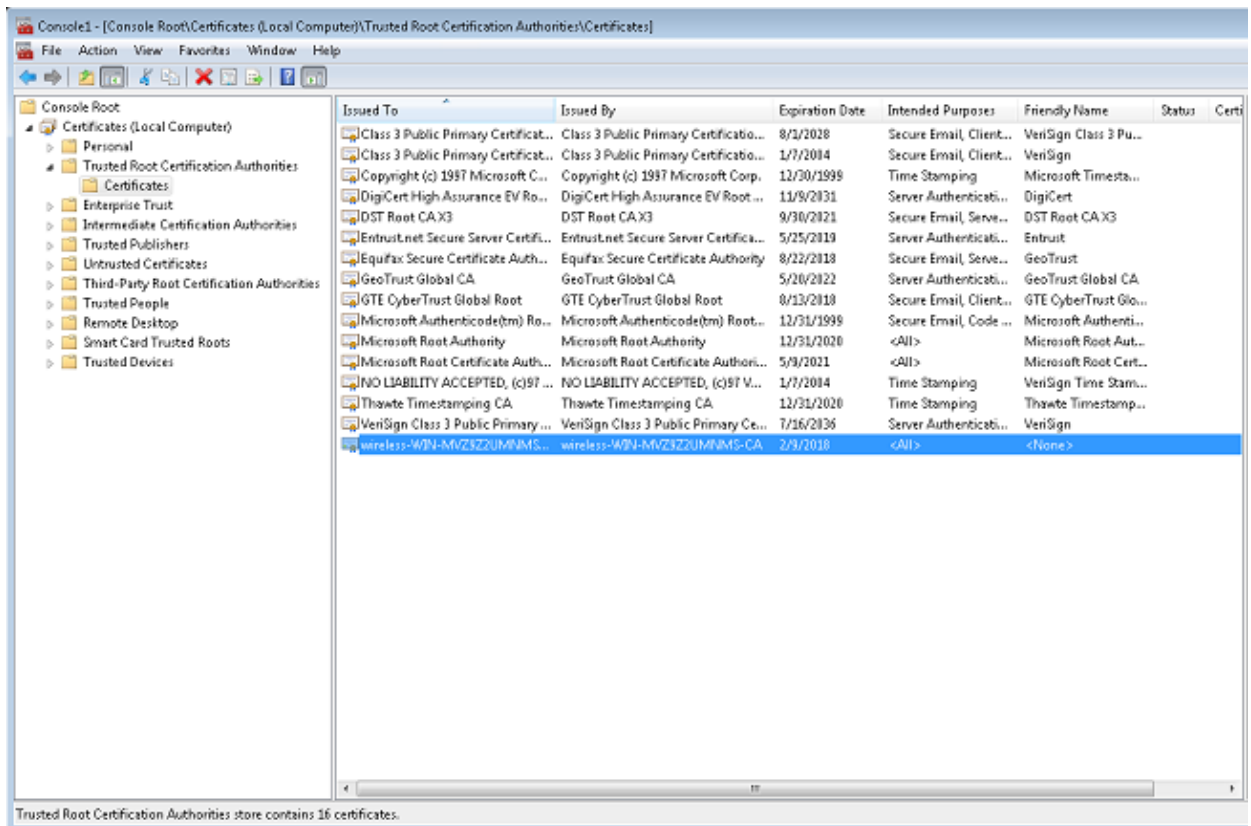 Console1 - [Console Root\Certificates (Local Computer)\Trusted Root Certification Authorities\Certificates]
File Action View Favorites Window Help
Console Root
Certificates (Local Computer)
Personal
Trusted Root Certification Authorities
Certificates
Enterprise Trust
Intermediate Certification Authorities
Trusted Publishers
Untrusted Certificates
Third-Party Root Certification Authorities
Trusted People
Remote Desktop
Smart Card Trusted Roots
Trusted Devices
Issued To Issued By Expiration Date Intended Purposes Friendly Name Status Certi
Class 3 Public Primary Certificat... Class 3 Public Primary Certificatio... 8/1/2028 Secure Email, Client... VeriSign Class 3 Pu...
Class 3 Public Primary Certificat... Class 3 Public Primary Certificatio... 1/7/2004 Secure Email, Client... VeriSign
Copyright (c) 1997 Microsoft C... Copyright (c) 1997 Microsoft Corp. 12/30/1999 Time Stamping Microsoft Timesta...
DigiCert High Assurance EV Ro... DigiCert High Assurance EV Root ... 11/9/2031 Server Authenticati... DigiCert
DST Root CA X3 DST Root CA X3 9/30/2021 Secure Email, Serve... DST Root CA X3
Entrust.net Secure Server Certifi... Entrust.net Secure Server Certifica... 5/25/2019 Server Authenticati... Entrust
Equifax Secure Certificate Auth... Equifax Secure Certificate Authority 8/22/2018 Secure Email, Serve... GeoTrust
GeoTrust Global CA GeoTrust Global CA 5/20/2022 Server Authenticati... GeoTrust Global CA
GTE CyberTrust Global Root GTE CyberTrust Global Root 8/13/2018 Secure Email, Client... GTE CyberTrust Glo...
Microsoft Authenticode(tm) Ro... Microsoft Authenticode(tm) Root... 12/31/1999 Secure Email, Code ... Microsoft Authenti...
Microsoft Root Authority Microsoft Root Authority 12/31/2020 <All> Microsoft Root Aut...
Microsoft Root Certificate Auth... Microsoft Root Certificate Authori... 5/9/2021 <All> Microsoft Root Cert...
NO LIABILITY ACCEPTED, (c)97 ... NO LIABILITY ACCEPTED, (c)97 V... 1/7/2004 Time Stamping VeriSign Time Stam...
Thawte Timestamping CA Thawte Timestamping CA 12/31/2020 Time Stamping Thawte Timestamp...
VeriSign Class 3 Public Primary ... VeriSign Class 3 Public Primary Ce... 7/16/2036 Server Authenticati... VeriSign
wireless-WIN-MVZ9Z2UMNMS... wireless-WIN-MVZ9Z2UMNMS-CA 2/9/2018 <All> <None>
Trusted Root Certification Authorities store contains 16 certificates.